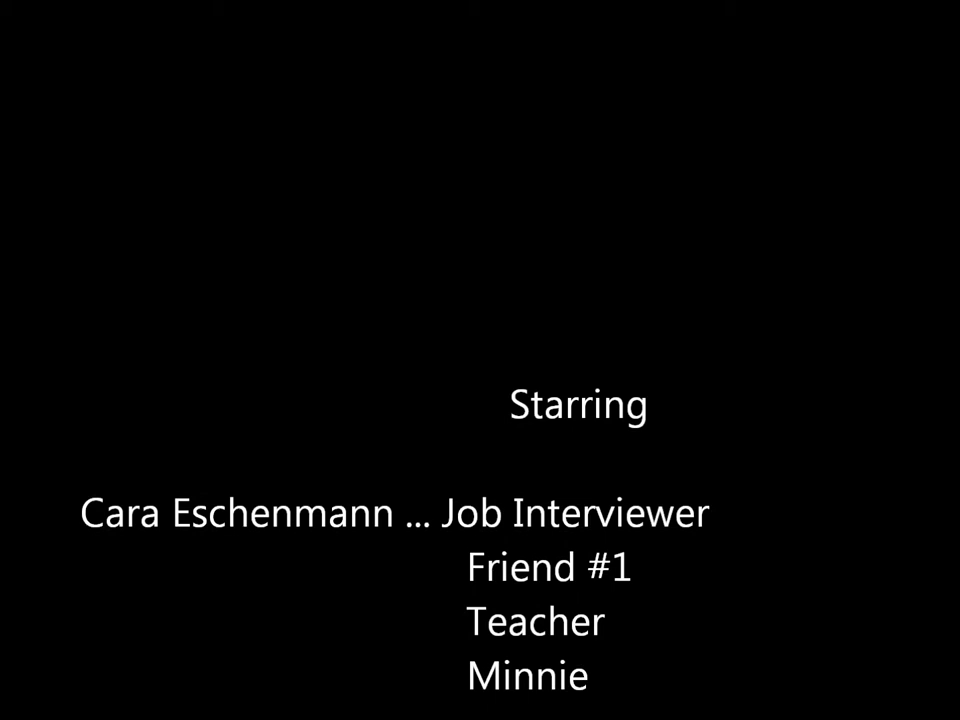 Starring
Cara Eschenmann ... Job Interviewer
Friend #1
Teacher
Minnie